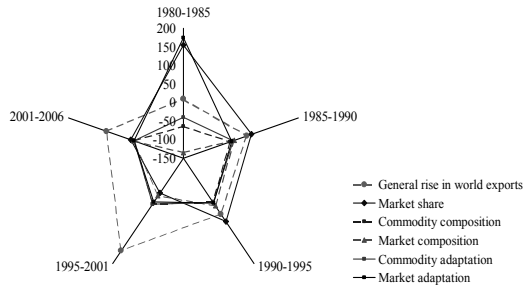 1980-1985
200
150
100
50
0
-50
-100
-150
2001-2006
1985-1990
1995-2001
1990-1995
General rise in world exports
Market share
Commodity composition
Market composition
Commodity adaptation
Market adaptation